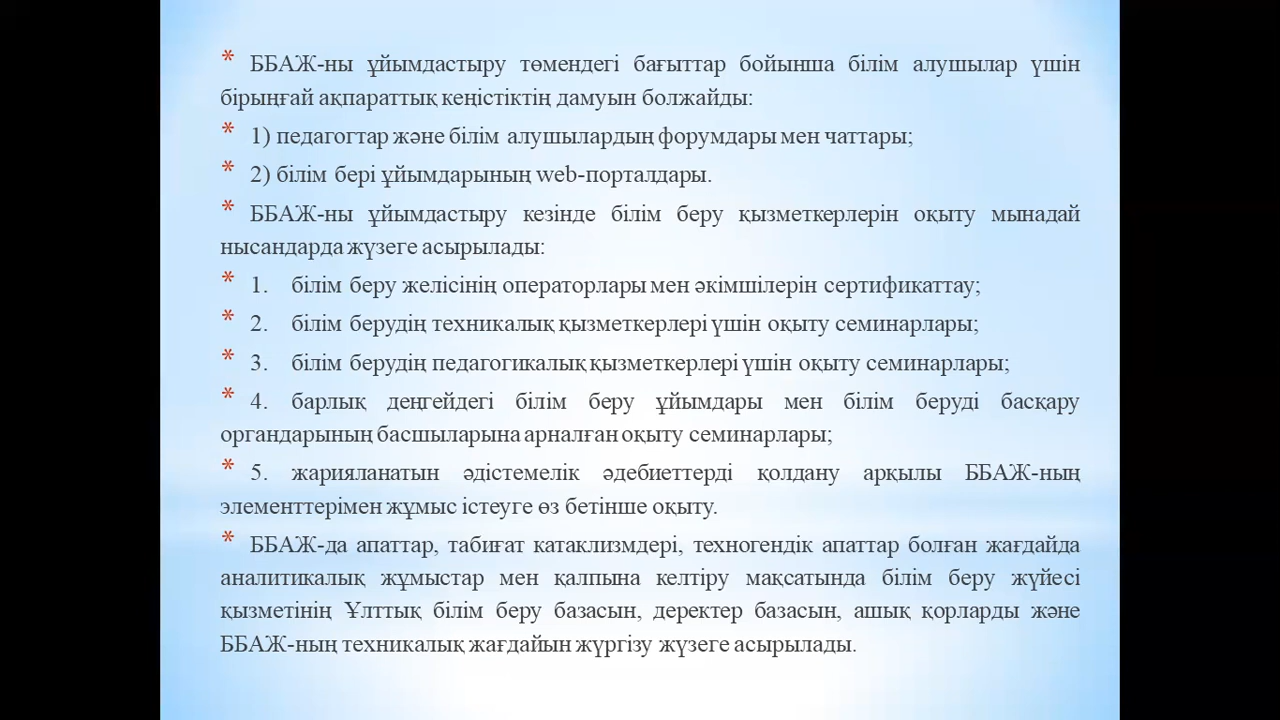 * ББАЖ-ны ұйымдастыру төмендегі бағыттар бойынша білім алушылар үшін
бірыңғай ақпараттық кеңістіктің дамуын болжайды:
* 1) педагогтар және білім алушылардың форумдары мен чаттары;
* 2) білім бері ұйымдарының web-порталдары.
* ББАЖ-ны ұйымдастыру кезінде білім беру қызметкерлерін оқыту мынадай
нысандарда жүзеге асырылады:
* 1. білім беру желісінің операторлары мен әкімшілерін сертификаттау;
* 2. білім берудің техникалық қызметкерлері үшін оқыту семинарлары;
* 3. білім берудің педагогикалық қызметкерлері үшін оқыту семинарлары;
* 4. барлық деңгейдегі білім беру ұйымдары мен білім беруді басқару
органдарының басшыларына арналған оқыту семинарлары;
* 5. жарияланатын әдістемелік әдебиеттерді қолдану арқылы ББАЖ-ның
элементтерімен жұмыс істеуге өз бетінше оқыту.
* ББАЖ-да апаттар, табиғат катаклизмдері, техногендік апаттар болған жағдайда
аналитикалық жұмыстар мен қалпына келтіру мақсатында білім беру жүйесі
қызметінің Ұлттық білім беру базасын, деректер базасын, ашық қорларды және
ББАЖ-ның техникалық жағдайын жүргізу жүзеге асырылады.